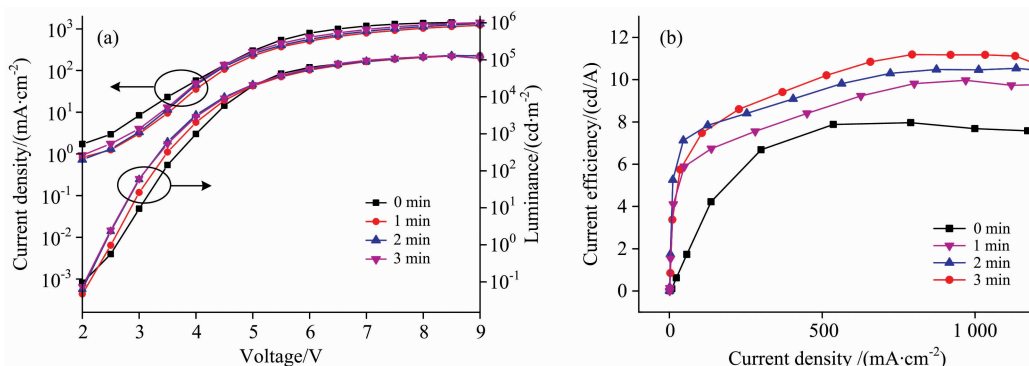 (a)
10³
10²
10¹
10⁰
10⁻¹
10⁻²
10⁻³
Current density/(mA·cm⁻²)
10⁶
10⁵
10⁴
10³
10²
10¹
10⁰
10⁻¹
Luminance/(cd·m⁻²)
0 min
1 min
2 min
3 min
2 3 4 5 6 7 8 9
Voltage/V
(b)
12
10
8
6
4
2
0
Current efficiency/(cd/A)
0 min
1 min
2 min
3 min
0 500 1 000
Current density /(mA·cm⁻²)